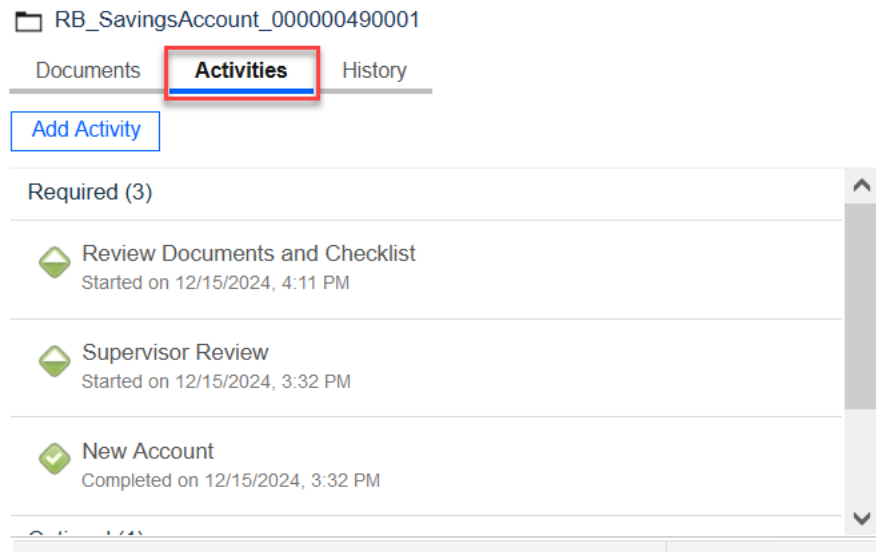 RB_SavingsAccount_000000490001
Documents Activities History
Add Activity
Required (3)
Review Documents and Checklist
Started on 12/15/2024, 4:11 PM
Supervisor Review
Started on 12/15/2024, 3:32 PM
New Account
Completed on 12/15/2024, 3:32 PM